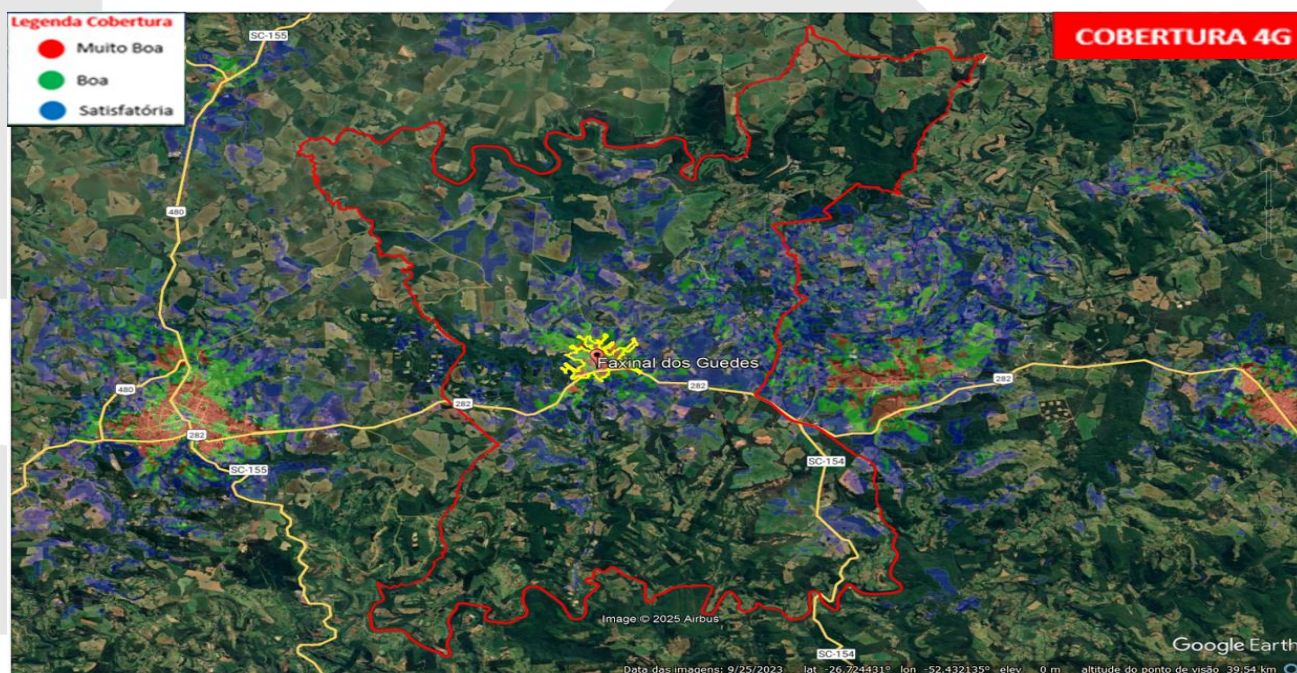 Legenda Cobertura
Muito Boa
Boa
Satisfatória
COBERTURA 4G
SC-155
480
480
282
SC-155
282
Faxinal dos Guedes
282
282
SC-154
SC-154
Image © 2025 Airbus
Google Earth
Data das imagens: 9/25/2023 lat -26.724431° lon -52.432135° elev 0 m altitude do ponto de visão 39.54 km